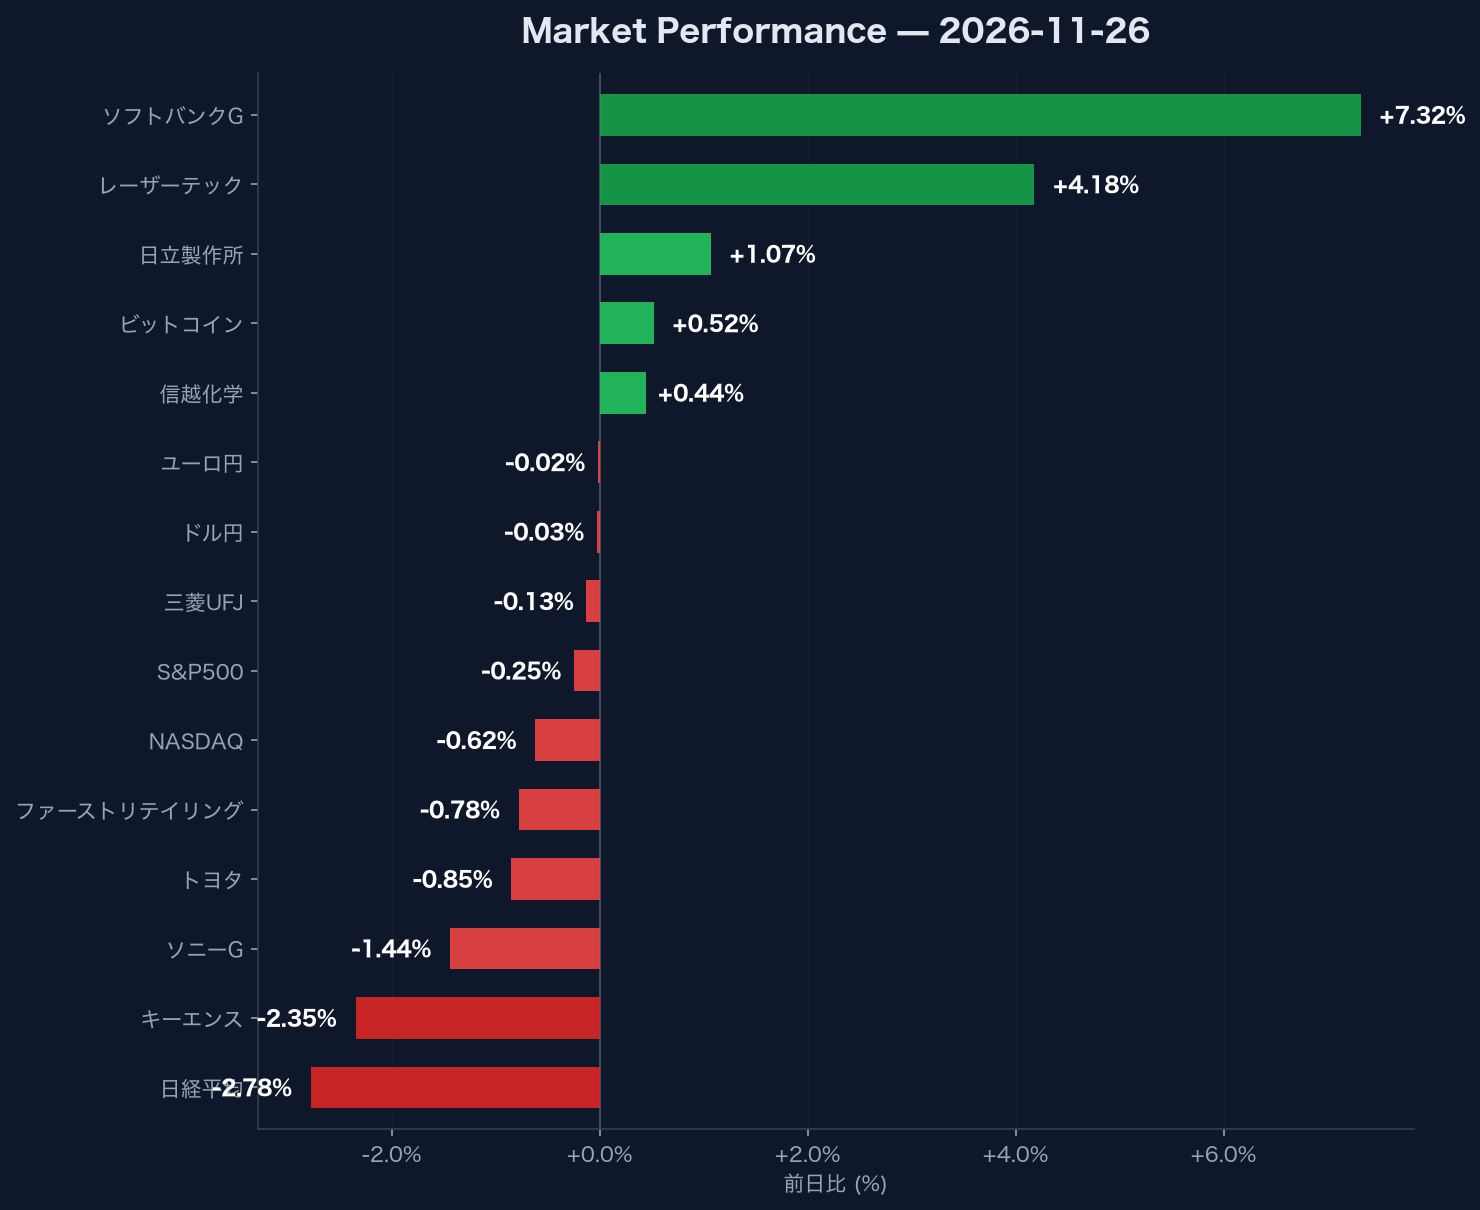 Market Performance — 2026-11-26
ソフトバンクG +7.32%
レーザーテック +4.18%
日立製作所 +1.07%
ビットコイン +0.52%
信越化学 +0.44%
ユーロ円 -0.02%
ドル円 -0.03%
三菱UFJ -0.13%
S&P500 -0.25%
NASDAQ -0.62%
ファーストリテイリング -0.78%
トヨタ -0.85%
ソニーG -1.44%
キーエンス -2.35%
日経平均 -2.78%
-2.0% +0.0% +2.0% +4.0% +6.0%
前日比 (%)